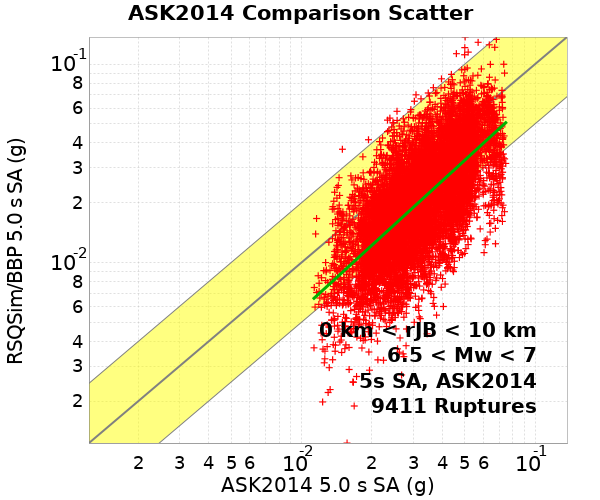 ASK2014 Comparison Scatter
RSQSim/BBP 5.0 s SA (g)
10-1
8
6
4
3
2
10-2
8
6
4
3
2
0 km < rJB < 10 km
6.5 < Mw < 7
5s SA, ASK2014
9411 Ruptures
2 3 4 5 6 10-2 2 3 4 5 6 10-1
ASK2014 5.0 s SA (g)